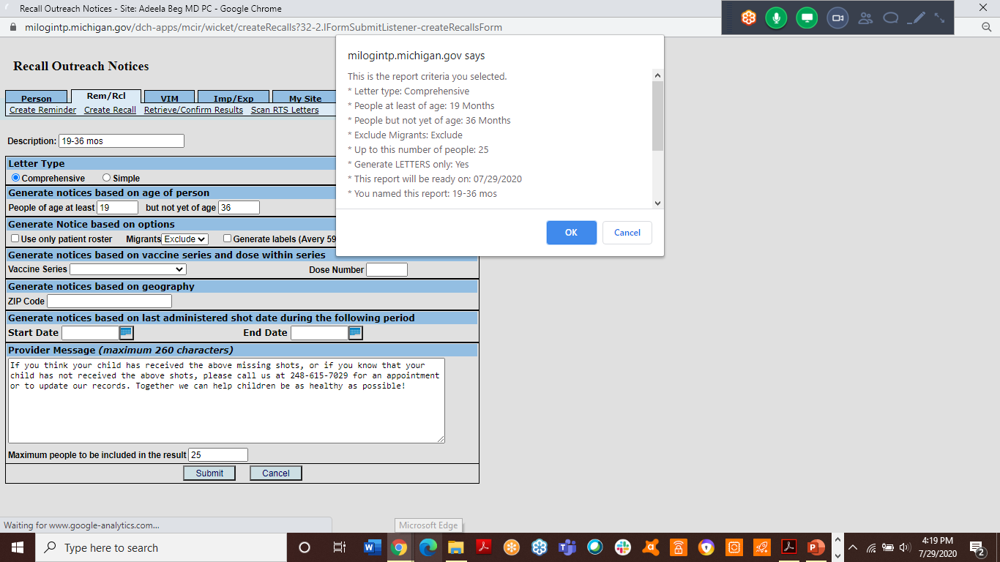 Recall Outreach Notices - Site: Adeela Beg MD PC - Google Chrome
milogintp.michigan.gov/dch-apps/mcir/wicket/createRecalls?32-2.IFormSubmitListener-createRecallsForm
milogintp.michigan.gov says
This is the report criteria you selected.
* Letter type: Comprehensive
* People at least of age: 19 Months
* People but not yet of age: 36 Months
* Exclude Migrants: Exclude
* Up to this number of people: 25
* Generate LETTERS only: Yes
* This report will be ready on: 07/29/2020
* You named this report: 19-36 mos
OK Cancel
Recall Outreach Notices
Person Rem/Rcl VIM Imp/Exp My Site
Create Reminder Create Recall Retrieve/Confirm Results Scan RTS Letters
Description: 19-36 mos
Letter Type
Comprehensive Simple
Generate notices based on age of person
People of age at least 19 but not yet of age 36
Generate Notice based on options
Use only patient roster Migrants Exclude Generate labels (Avery 59
Generate notices based on vaccine series and dose within series
Vaccine Series Dose Number
Generate notices based on geography
ZIP Code
Generate notices based on last administered shot date during the following period
Start Date End Date
Provider Message (maximum 260 characters)
If you think your child has received the above missing shots, or if you know that your
child has not received the above shots, please call us at 248-615-7029 for an appointment
or to update our records. Together we can help children be as healthy as possible!
Maximum people to be included in the result 25
Submit Cancel
Waiting for www.google-analytics.com...
Microsoft Edge
Type here to search
4:19 PM
7/29/2020
2